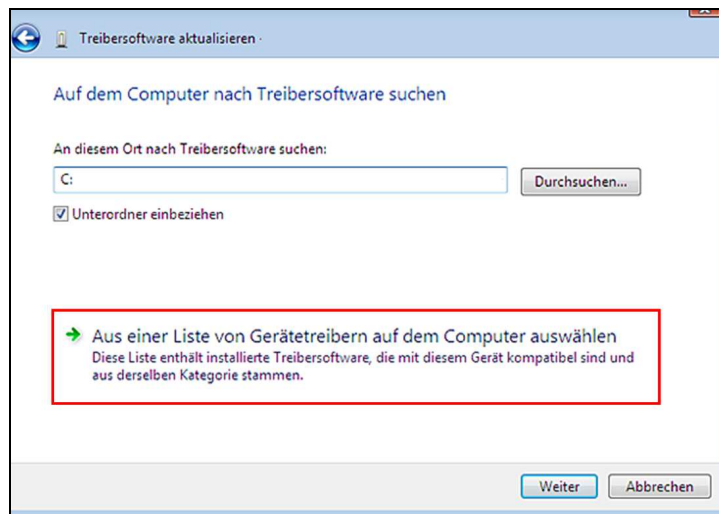 Treibersoftware aktualisieren -
Auf dem Computer nach Treibersoftware suchen
An diesem Ort nach Treibersoftware suchen:
C:
Durchsuchen...
Unterordner einbeziehen
Aus einer Liste von Gerätetreibern auf dem Computer auswählen
Diese Liste enthält installierte Treibersoftware, die mit diesem Gerät kompatibel sind und
aus derselben Kategorie stammen.
Weiter Abbrechen